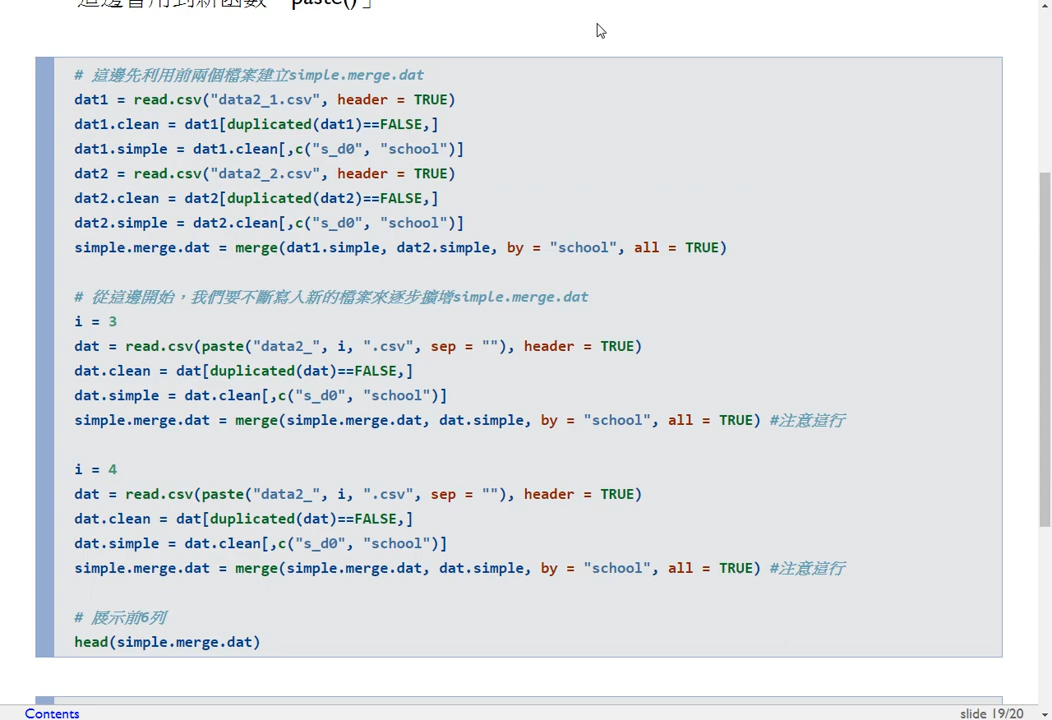 這邊會用到新函數「paste()」
# 這邊先利用前兩個檔案建立simple.merge.dat
dat1 = read.csv("data2_1.csv", header = TRUE)
dat1.clean = dat1[duplicated(dat1)==FALSE,]
dat1.simple = dat1.clean[,c("s_d0", "school")]
dat2 = read.csv("data2_2.csv", header = TRUE)
dat2.clean = dat2[duplicated(dat2)==FALSE,]
dat2.simple = dat2.clean[,c("s_d0", "school")]
simple.merge.dat = merge(dat1.simple, dat2.simple, by = "school", all = TRUE)
# 從這邊開始，我們要不斷寫入新的檔案來逐步擴增simple.merge.dat
i = 3
dat = read.csv(paste("data2_", i, ".csv", sep = ""), header = TRUE)
dat.clean = dat[duplicated(dat)==FALSE,]
dat.simple = dat.clean[,c("s_d0", "school")]
simple.merge.dat = merge(simple.merge.dat, dat.simple, by = "school", all = TRUE) #注意這行
i = 4
dat = read.csv(paste("data2_", i, ".csv", sep = ""), header = TRUE)
dat.clean = dat[duplicated(dat)==FALSE,]
dat.simple = dat.clean[,c("s_d0", "school")]
simple.merge.dat = merge(simple.merge.dat, dat.simple, by = "school", all = TRUE) #注意這行
# 展示前6列
head(simple.merge.dat)
Contents
slide 19/20